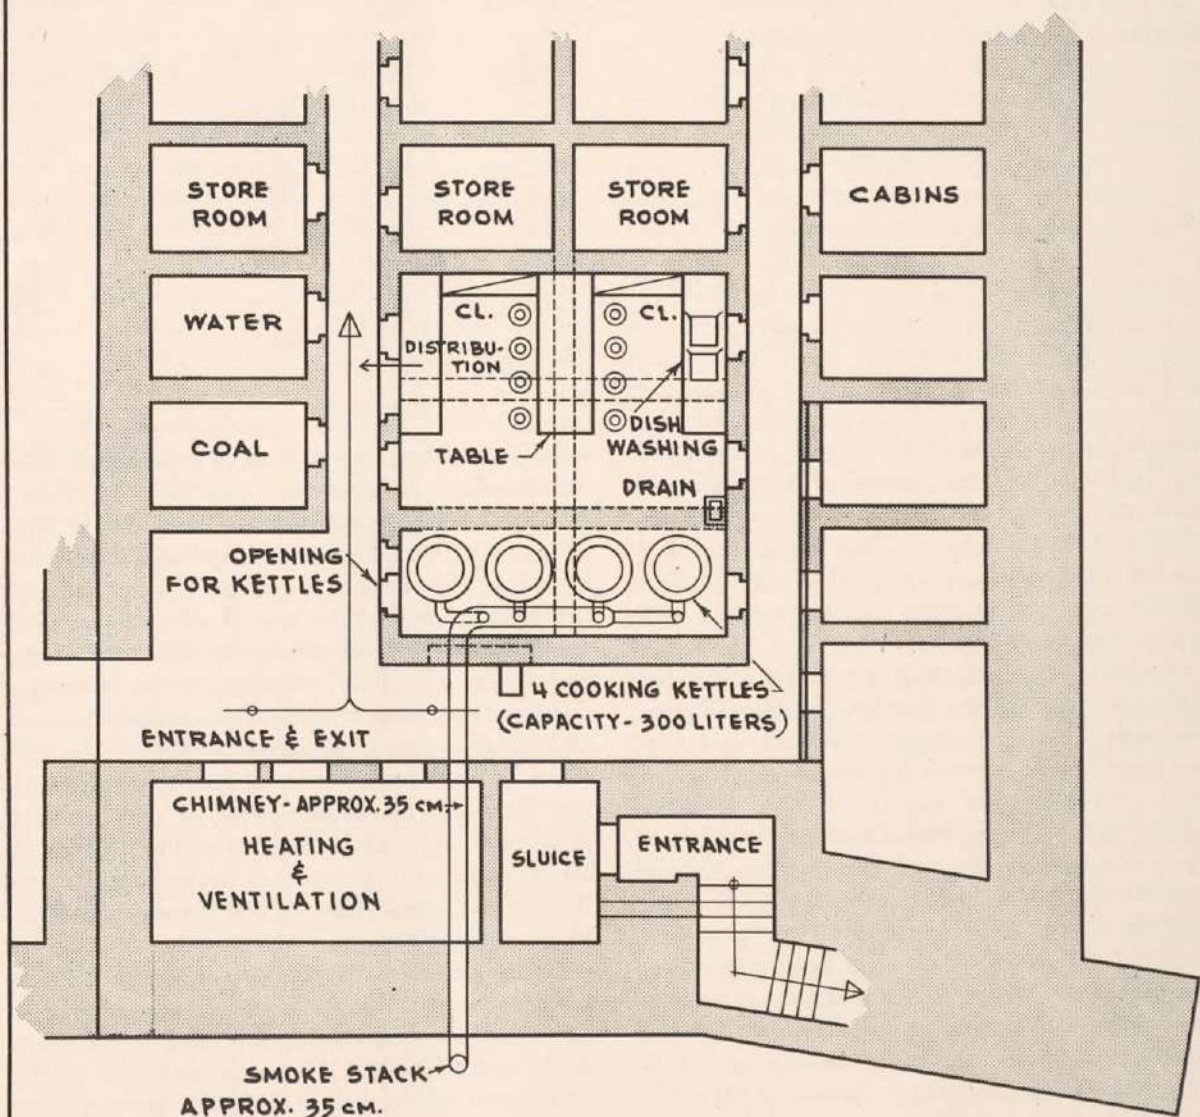 STORE
ROOM
STORE
ROOM
STORE
ROOM
CABINS
WATER
CL.
CL.
DISTRIBU-
TION
COAL
TABLE
DISH
WASHING
DRAIN
OPENING
FOR KETTLES
4 COOKING KETTLES
(CAPACITY - 300 LITERS)
ENTRANCE & EXIT
CHIMNEY - APPROX. 35 CM.
HEATING
&
VENTILATION
SLUICE
ENTRANCE
SMOKE STACK
APPROX. 35 CM.